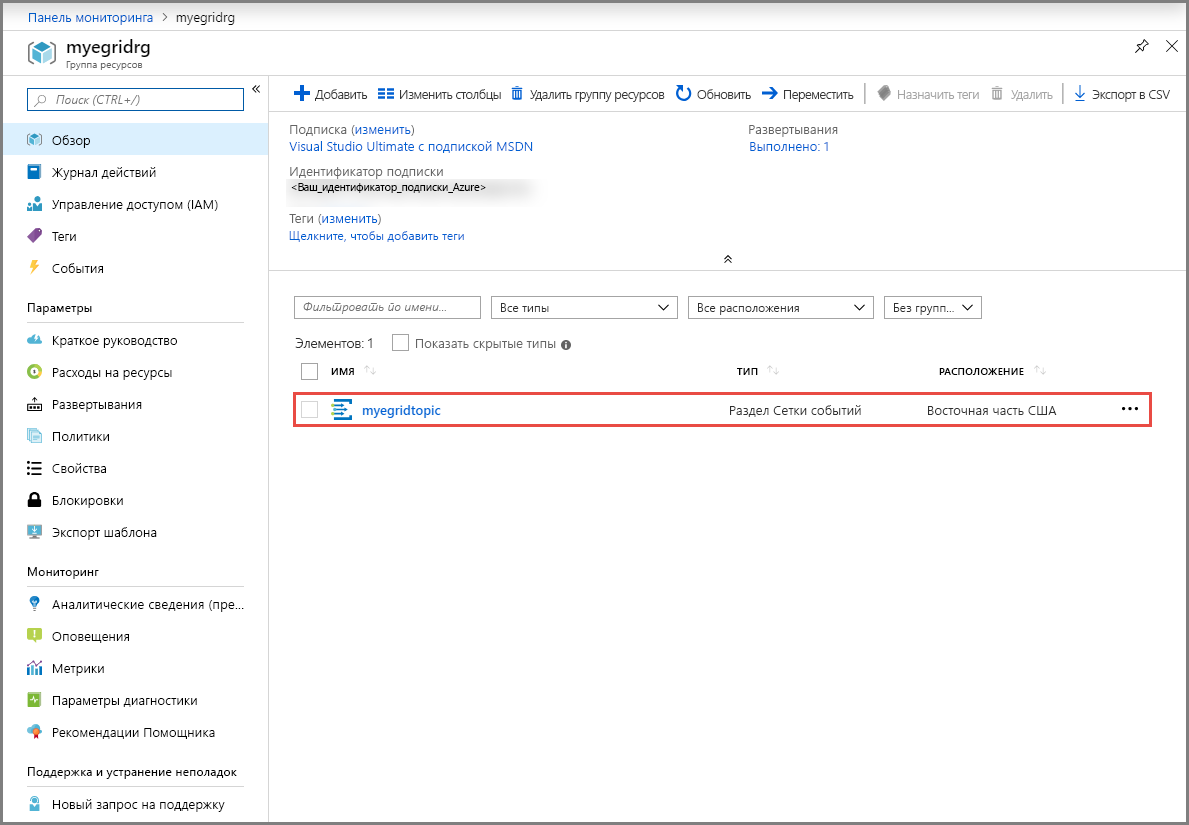 Панель мониторинга > myegridrg
myegridrg
Группа ресурсов
Поиск (CTRL+/)
«
Обзор
Журнал действий
Управление доступом (IAM)
Теги
События
Параметры
Краткое руководство
Расходы на ресурсы
Развертывания
Политики
Свойства
Блокировки
Экспорт шаблона
Мониторинг
Аналитические сведения (пре...
Оповещения
Метрики
Параметры диагностики
Рекомендации Помощника
Поддержка и устранение неполадок
Новый запрос на поддержку
Добавить Изменить столбцы Удалить группу ресурсов Обновить Переместить Назначить теги Удалить Экспорт в CSV
Подписка (изменить)
Visual Studio Ultimate с подпиской MSDN
Идентификатор подписки
<Ваш_идентификатор_подписки_Azure>
Теги (изменить)
Щелкните, чтобы добавить теги
Развертывания
Выполнено: 1
Фильтровать по имени... Все типы Все расположения Без групп...
Элементов: 1 Показать скрытые типы
ИМЯ ТИП РАСПОЛОЖЕНИЕ
myegridtopic Раздел Сетки событий Восточная часть США •••